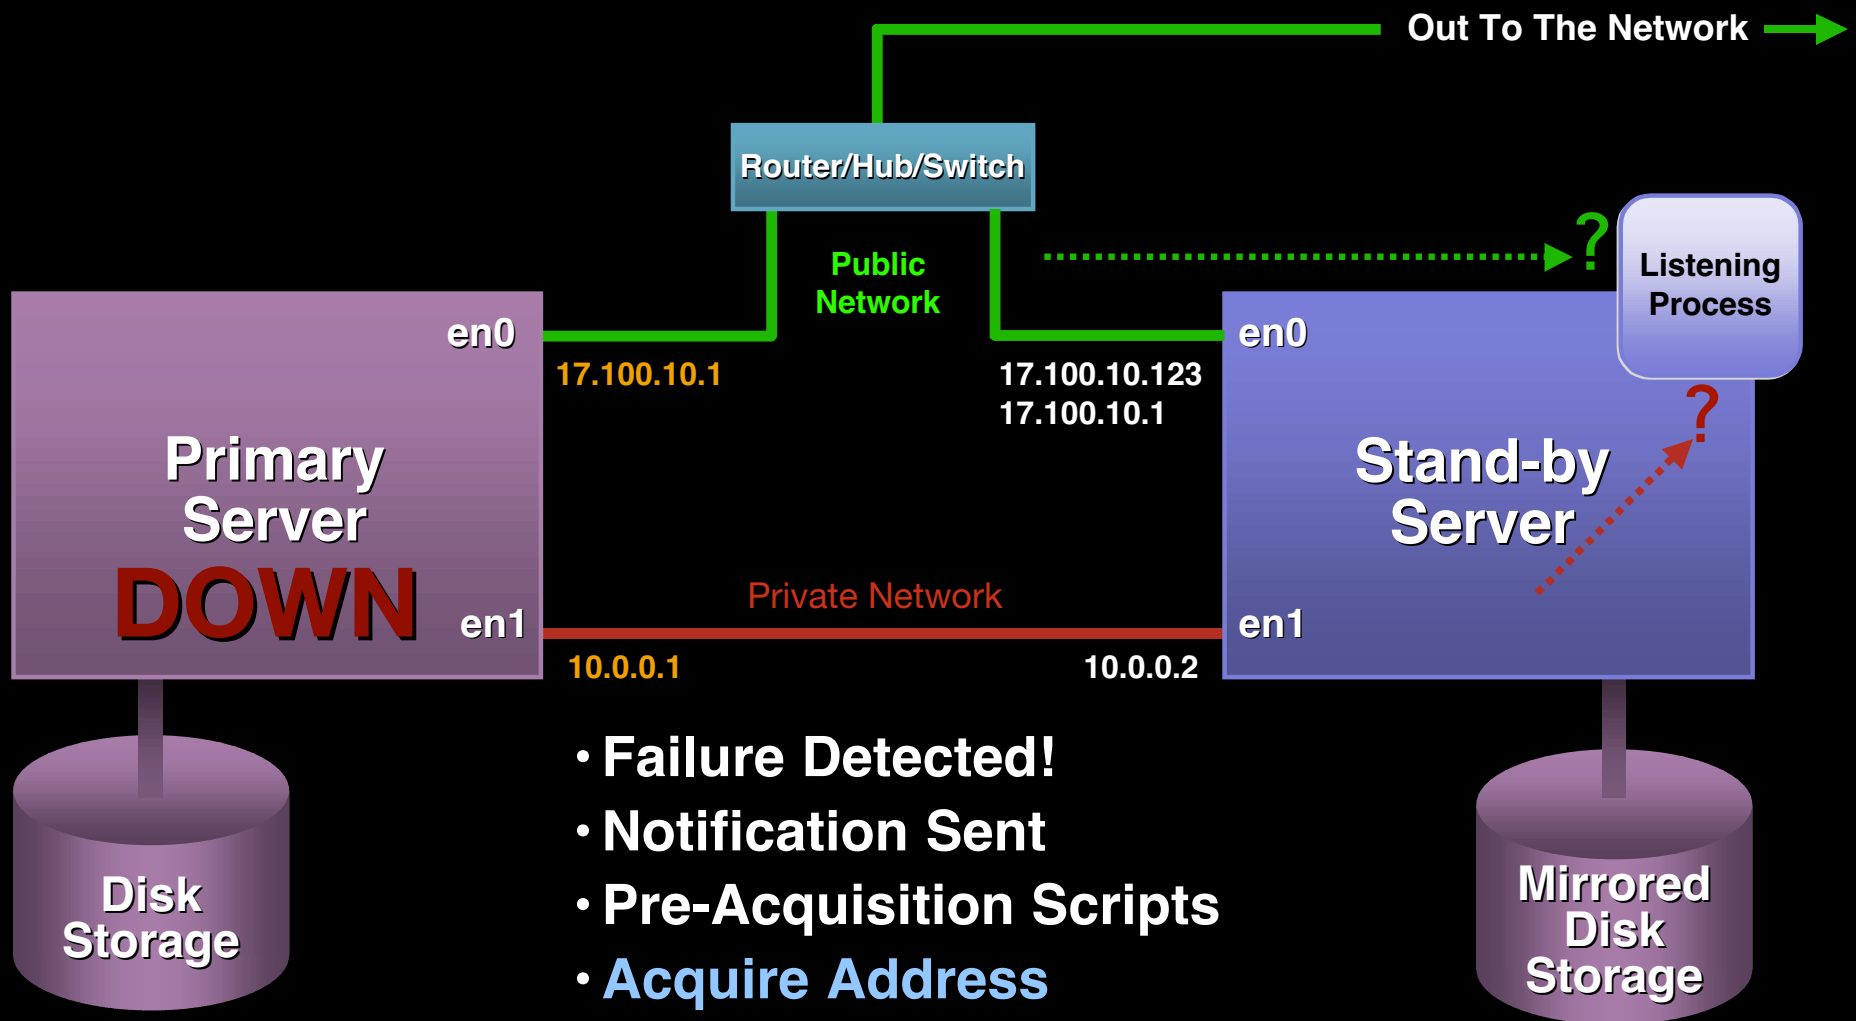 Out To The Network
Router/Hub/Switch
Public
Network
?
Listening
Process
en0
17.100.10.1
17.100.10.123
17.100.10.1
en0
?
Primary
Server
DOWN
en1
Stand-by
Server
Private Network
en1
10.0.0.1
10.0.0.2
• Failure Detected!
• Notification Sent
• Pre-Acquisition Scripts
• Acquire Address
Disk
Storage
Mirrored
Disk
Storage